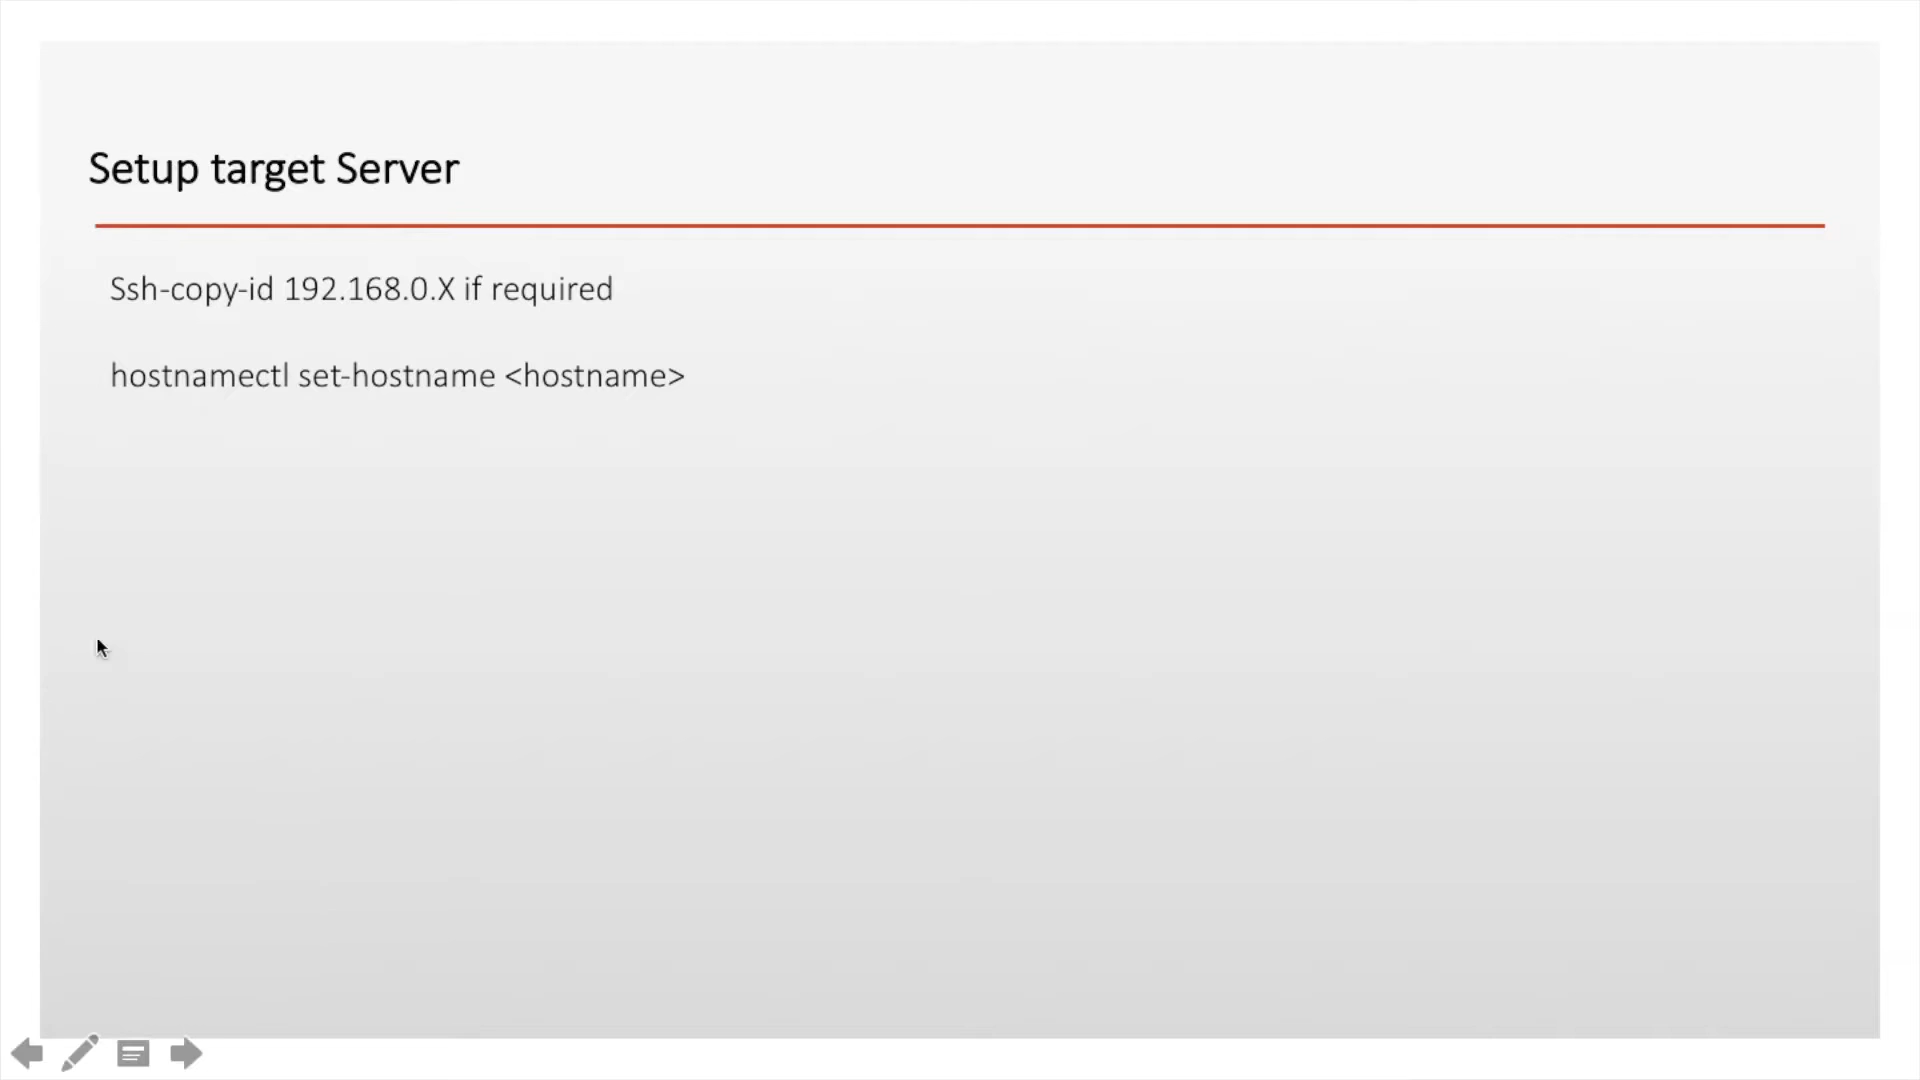 Setup target Server
Ssh-copy-id 192.168.0.X if required
hostnamectl set-hostname <hostname>